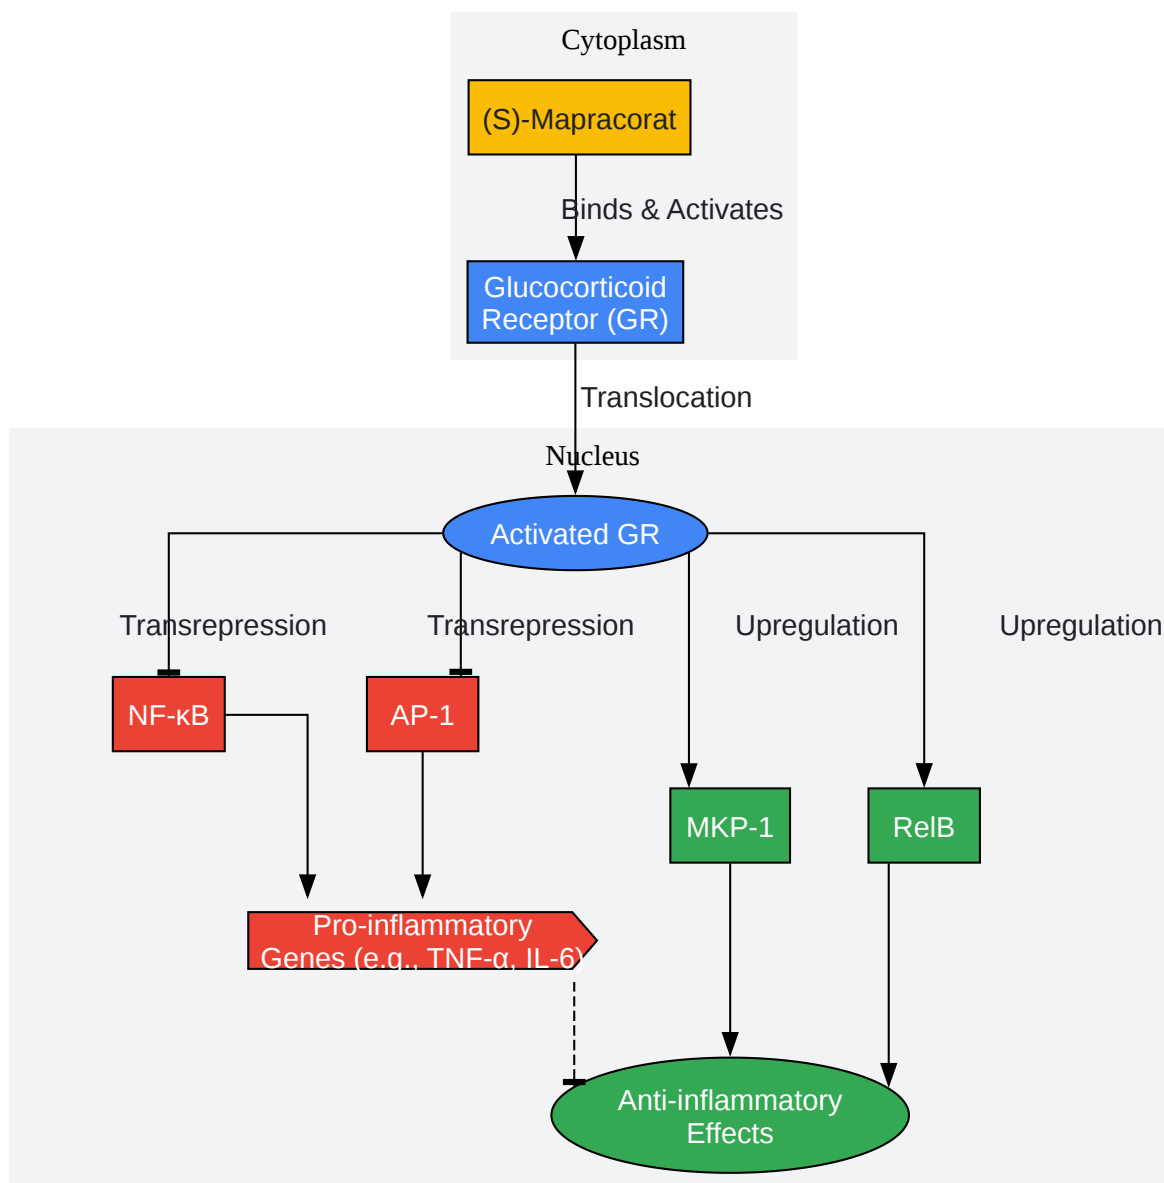 Cytoplasm
(S)-Mapracorat
Binds & Activates
Glucocorticoid
Receptor (GR)
Translocation
Nucleus
Activated GR
Transrepression
Transrepression
Upregulation
Upregulation
NF-κB
AP-1
MKP-1
RelB
Pro-inflammatory
Genes (e.g., TNF-α, IL-6)
Anti-inflammatory
Effects